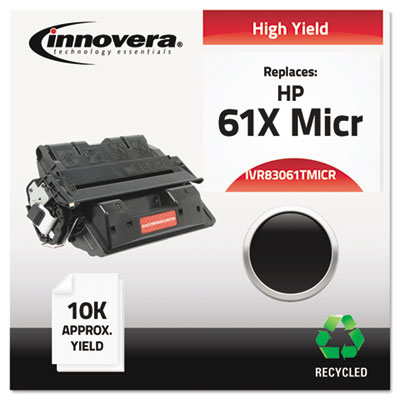 innovera
technology essentials
High Yield
Replaces:
HP
61X Micr
IVR83061TMICR
10K
APPROX.
YIELD
RECYCLED